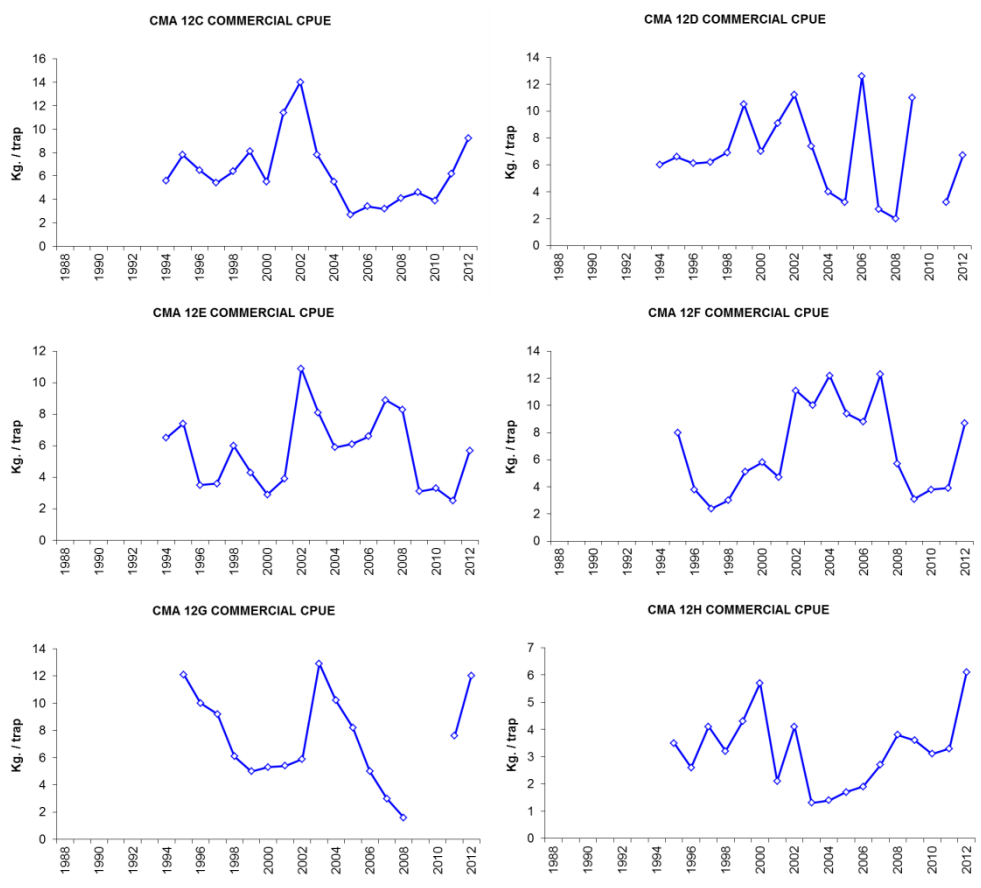 CMA 12C COMMERCIAL CPUE
Kg. / trap
16
14
12
10
8
6
4
2
0
1988 1990 1992 1994 1996 1998 2000 2002 2004 2006 2008 2010 2012
CMA 12D COMMERCIAL CPUE
Kg. / trap
14
12
10
8
6
4
2
0
1988 1990 1992 1994 1996 1998 2000 2002 2004 2006 2008 2010 2012
CMA 12E COMMERCIAL CPUE
Kg. / trap
12
10
8
6
4
2
0
1988 1990 1992 1994 1996 1998 2000 2002 2004 2006 2008 2010 2012
CMA 12F COMMERCIAL CPUE
Kg. / trap
14
12
10
8
6
4
2
0
1988 1990 1992 1994 1996 1998 2000 2002 2004 2006 2008 2010 2012
CMA 12G COMMERCIAL CPUE
Kg. / trap
14
12
10
8
6
4
2
0
1988 1990 1992 1994 1996 1998 2000 2002 2004 2006 2008 2010 2012
CMA 12H COMMERCIAL CPUE
Kg. / trap
7
6
5
4
3
2
1
0
1988 1990 1992 1994 1996 1998 2000 2002 2004 2006 2008 2010 2012